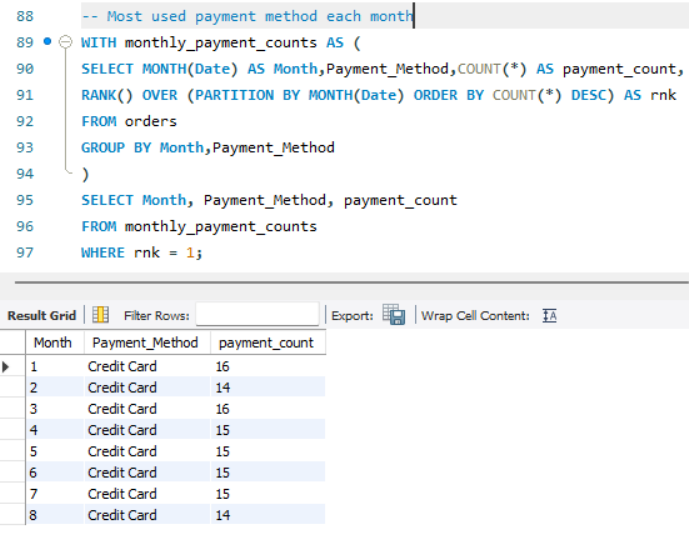 88 -- Most used payment method each month
89 WITH monthly_payment_counts AS (
90 SELECT MONTH(Date) AS Month,Payment_Method,COUNT(*) AS payment_count,
91 RANK() OVER (PARTITION BY MONTH(Date) ORDER BY COUNT(*) DESC) AS rnk
92 FROM orders
93 GROUP BY Month,Payment_Method
94 )
95 SELECT Month, Payment_Method, payment_count
96 FROM monthly_payment_counts
97 WHERE rnk = 1;
Result Grid Filter Rows: Export: Wrap Cell Content: IA
Month Payment_Method payment_count
1 Credit Card 16
2 Credit Card 14
3 Credit Card 16
4 Credit Card 15
5 Credit Card 15
6 Credit Card 15
7 Credit Card 15
8 Credit Card 14